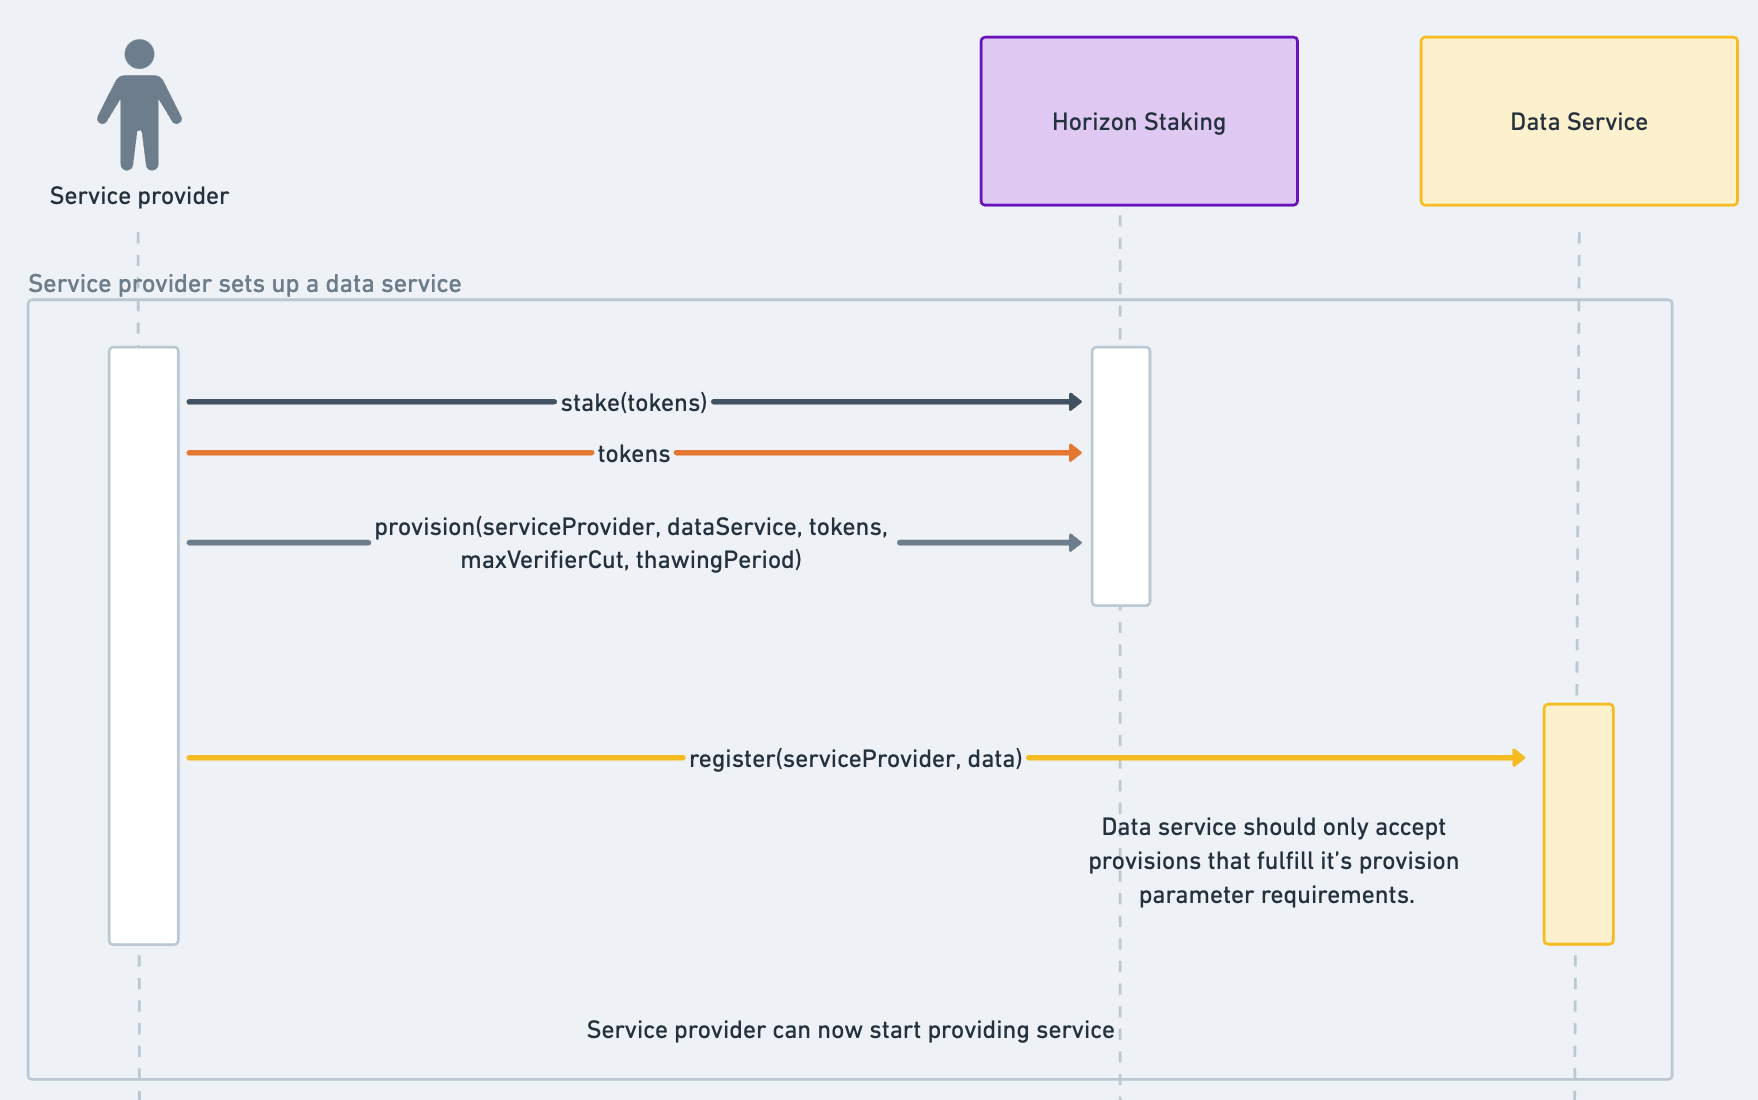 Service provider
Horizon Staking
Data Service
Service provider sets up a data service
stake(tokens)
tokens
provision(serviceProvider, dataService, tokens,
maxVerifierCut, thawingPeriod)
register(serviceProvider, data)
Data service should only accept
provisions that fulfill it’s provision
parameter requirements.
Service provider can now start providing service